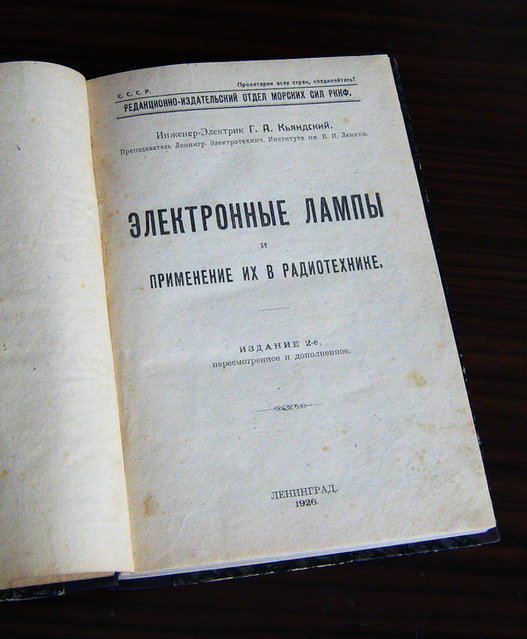 С. С. С. Р. Пролетарии всех стран, соединяйтесь!
РЕДАКЦИОННО-ИЗДАТЕЛЬСКИЙ ОТДЕЛ МОРСКИХ СИЛ РККФ.
Инженер-Электрик Г. А. Кьяндский.
Преподаватель Ленингр. Электротехнич. Института им. В. И. Ленина.
ЭЛЕКТРОННЫЕ ЛАМПЫ
И
ПРИМЕНЕНИЕ ИХ В РАДИОТЕХНИКЕ.
ИЗДАНИЕ 2-е,
пересмотренное и дополненное.
ЛЕНИНГРАД.
1926.